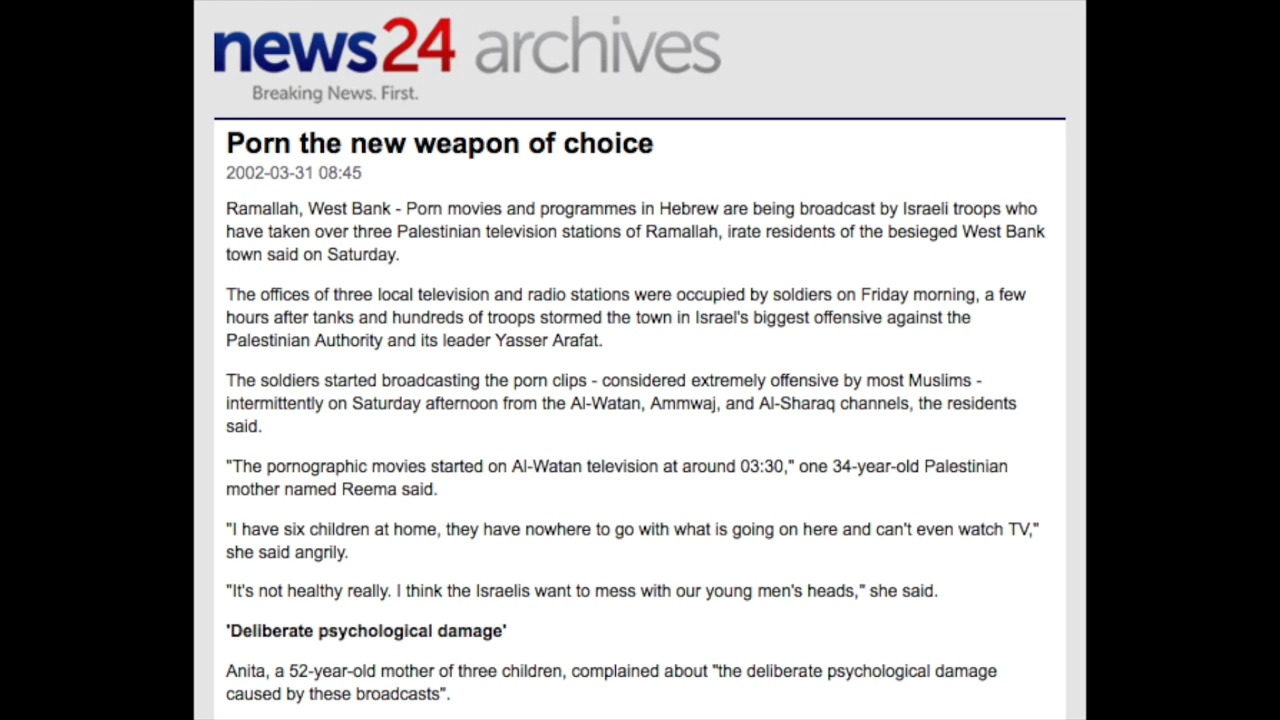 news24 archives
Breaking News. First.
Porn the new weapon of choice
2002-03-31 08:45
Ramallah, West Bank - Porn movies and programmes in Hebrew are being broadcast by Israeli troops who
have taken over three Palestinian television stations of Ramallah, irate residents of the besieged West Bank
town said on Saturday.
The offices of three local television and radio stations were occupied by soldiers on Friday morning, a few
hours after tanks and hundreds of troops stormed the town in Israel's biggest offensive against the
Palestinian Authority and its leader Yasser Arafat.
The soldiers started broadcasting the porn clips - considered extremely offensive by most Muslims -
intermittently on Saturday afternoon from the Al-Watan, Ammwaj, and Al-Sharaq channels, the residents
said.
"The pornographic movies started on Al-Watan television at around 03:30," one 34-year-old Palestinian
mother named Reema said.
"I have six children at home, they have nowhere to go with what is going on here and can't even watch TV,"
she said angrily.
"It's not healthy really. I think the Israelis want to mess with our young men's heads," she said.
'Deliberate psychological damage'
Anita, a 52-year-old mother of three children, complained about "the deliberate psychological damage
caused by these broadcasts".